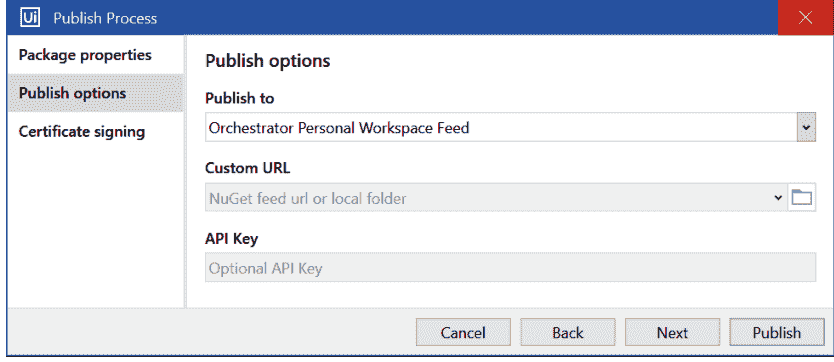 Ui Publish Process
Package properties
Publish options
Certificate signing
Publish options
Publish to
Orchestrator Personal Workspace Feed
Custom URL
NuGet feed url or local folder
API Key
Optional API Key
Cancel Back Next Publish